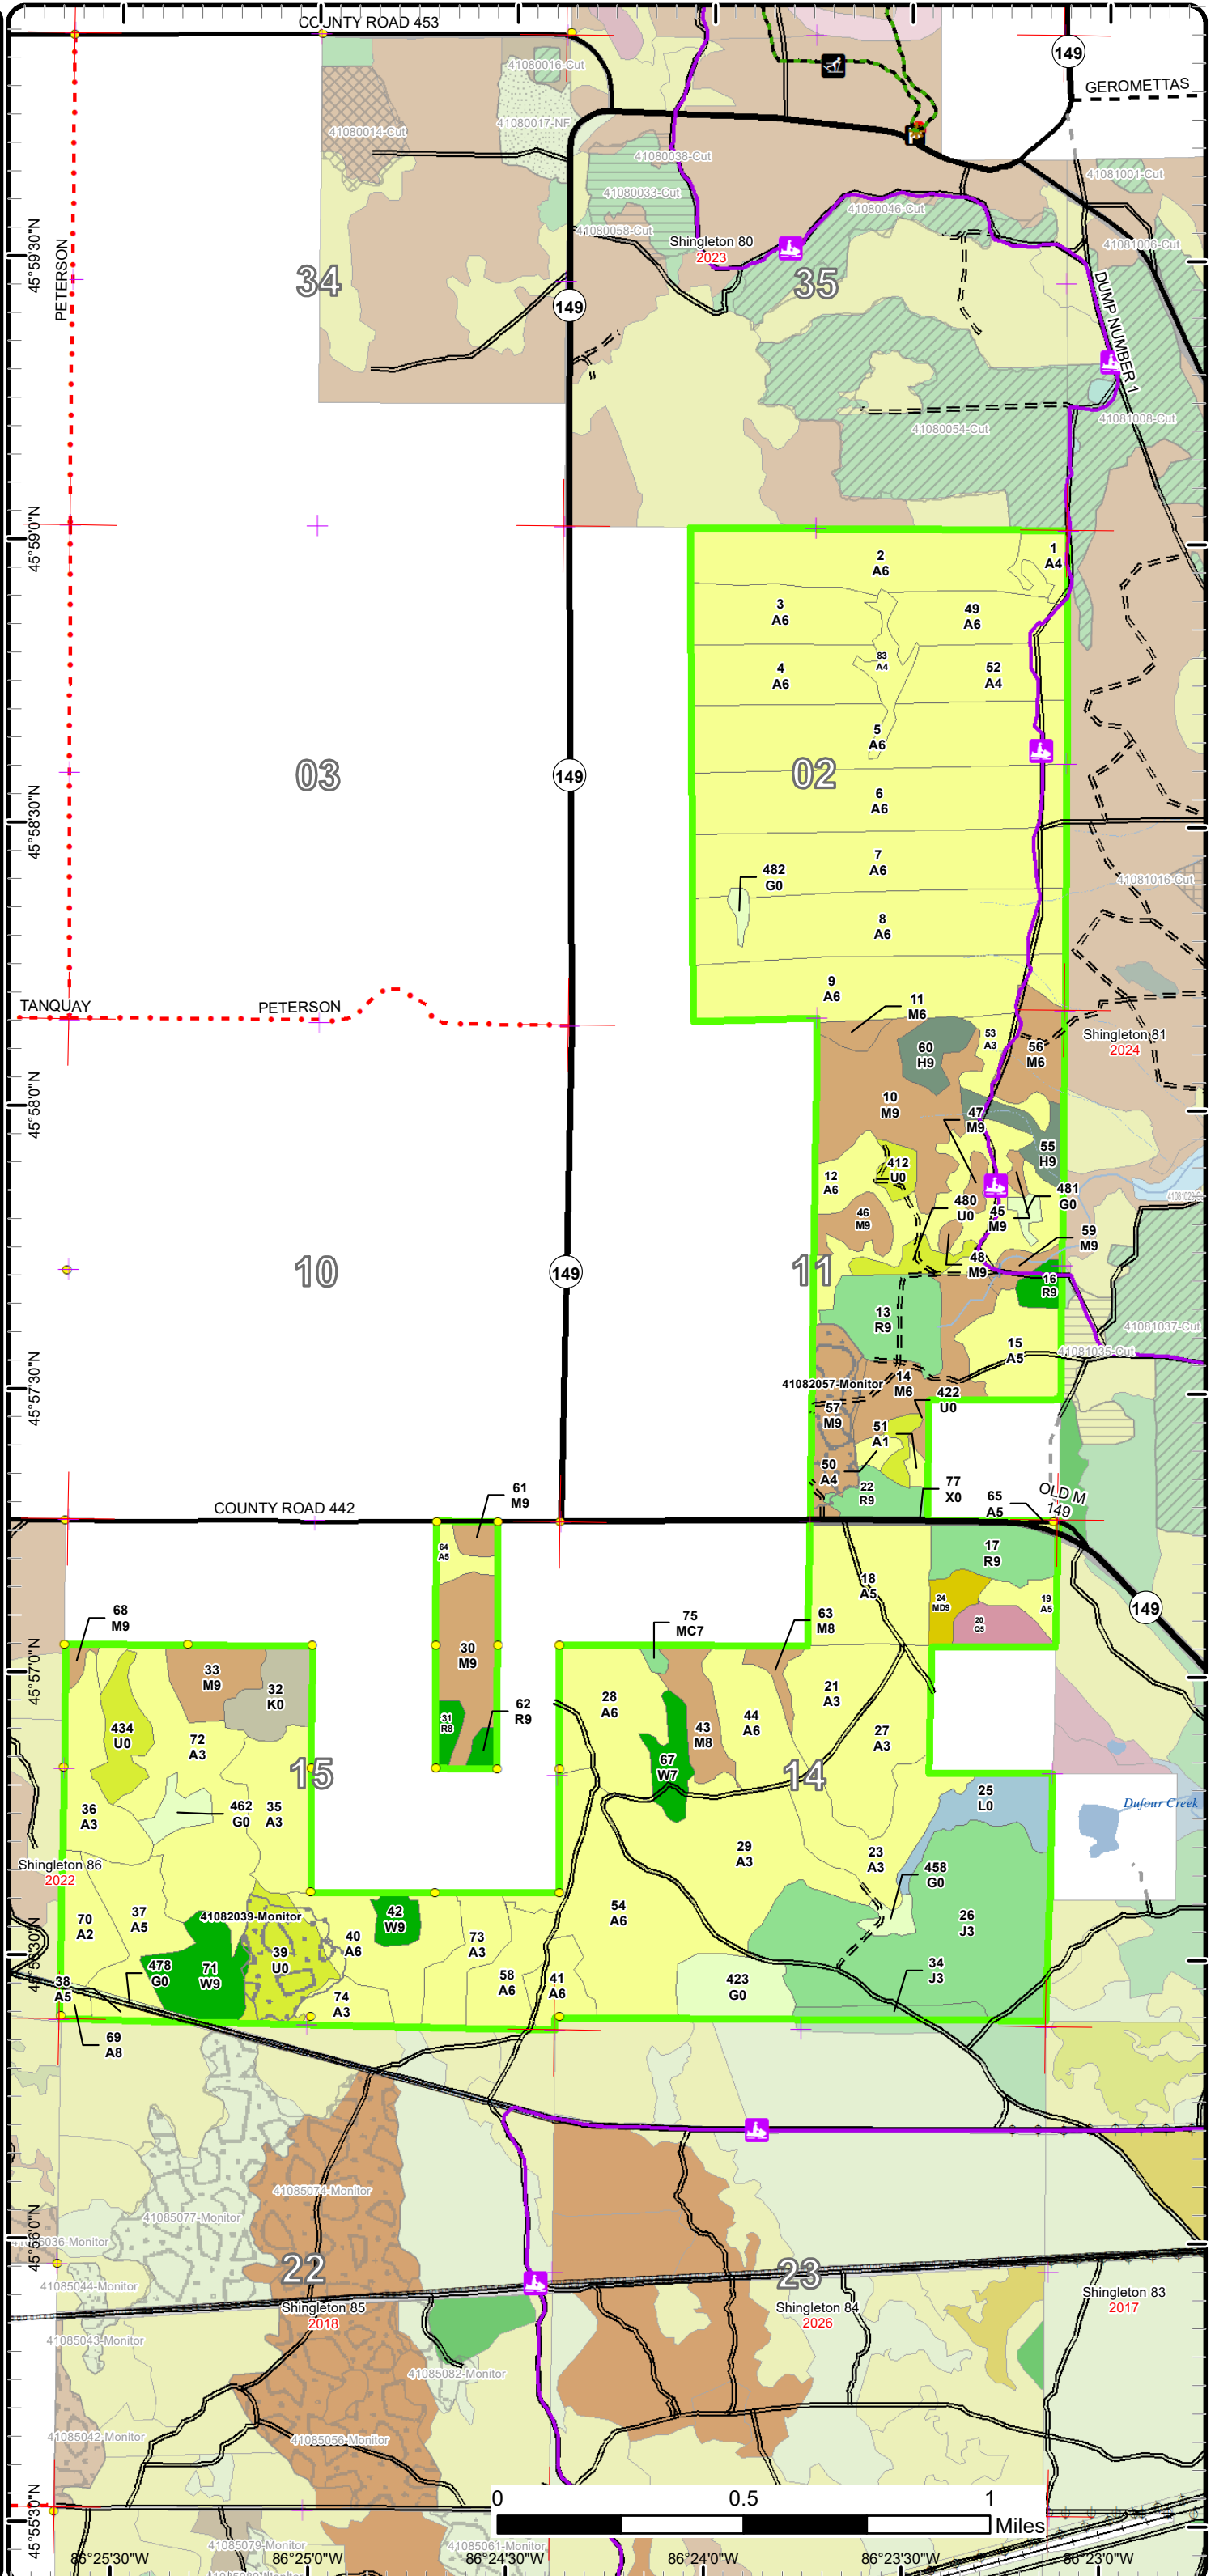 COUNTY ROAD 453
149
GEROMETTAS
41080016-Cut
41080017-NF
41080014-Cut
41080038-Cut
41081001-Cut
41080033-Cut
41080046-Cut
41080058-Cut
Shingleton 80
2023
41081006-Cut
45°59'30"N
PETERSON
34
35
149
DUMP NUMBER 1
41080054-Cut
41081008-Cut
45°59'0"N
1
A4
2
A6
3
A6
49
A6
83
A4
4
A6
52
A4
5
A6
03
149
02
6
A6
45°58'30"N
7
A6
482
G0
41081016-Cut
8
A6
9
A6
TANQUAY
PETERSON
11
M6
53
A3
56
M6
60
H9
Shingleton 81
2024
45°58'0"N
10
M9
47
M9
55
H9
412
U0
12
A6
481
G0
480
U0
45
M9
46
M9
59
M9
48
M9
10
149
11
16
R9
13
R9
41081037-Cut
15
A5
41081035-Cut
45°57'30"N
41082057-Monitor
14
M6
422
U0
57
M9
51
A1
50
A4
22
R9
77
X0
65
A5
OLD M
149
COUNTY ROAD 442
61
M9
64
A5
17
R9
18
A5
24
MD9
19
A5
20
Q5
149
68
M9
75
MC7
63
M8
30
M9
45°57'0"N
33
M9
32
K0
28
A6
21
A3
62
R9
31
R8
434
U0
72
A3
43
M8
44
A6
27
A3
67
W7
15
14
25
L0
Dufour Creek
36
A3
462
G0
35
A3
29
A3
23
A3
458
G0
Shingleton 86
2022
42
W9
54
A6
26
J3
70
A2
37
A5
41082039-Monitor
40
A6
73
A3
45°56'30"N
39
U0
478
G0
71
W9
34
J3
38
A5
58
A6
41
A6
423
G0
74
A3
69
A8
41085074-Monitor
41085077-Monitor
45°56'0"N
22
23
41085044-Monitor
Shingleton 85
2018
Shingleton 84
2026
Shingleton 83
2017
41085043-Monitor
41085082-Monitor
41085042-Monitor
41085056-Monitor
0
0.5
1
Miles
45°55'30"N
41085079-Monitor
41085061-Monitor
86°25'30"W
86°25'0"W
86°24'30"W
86°24'0"W
86°23'30"W
86°23'0"W